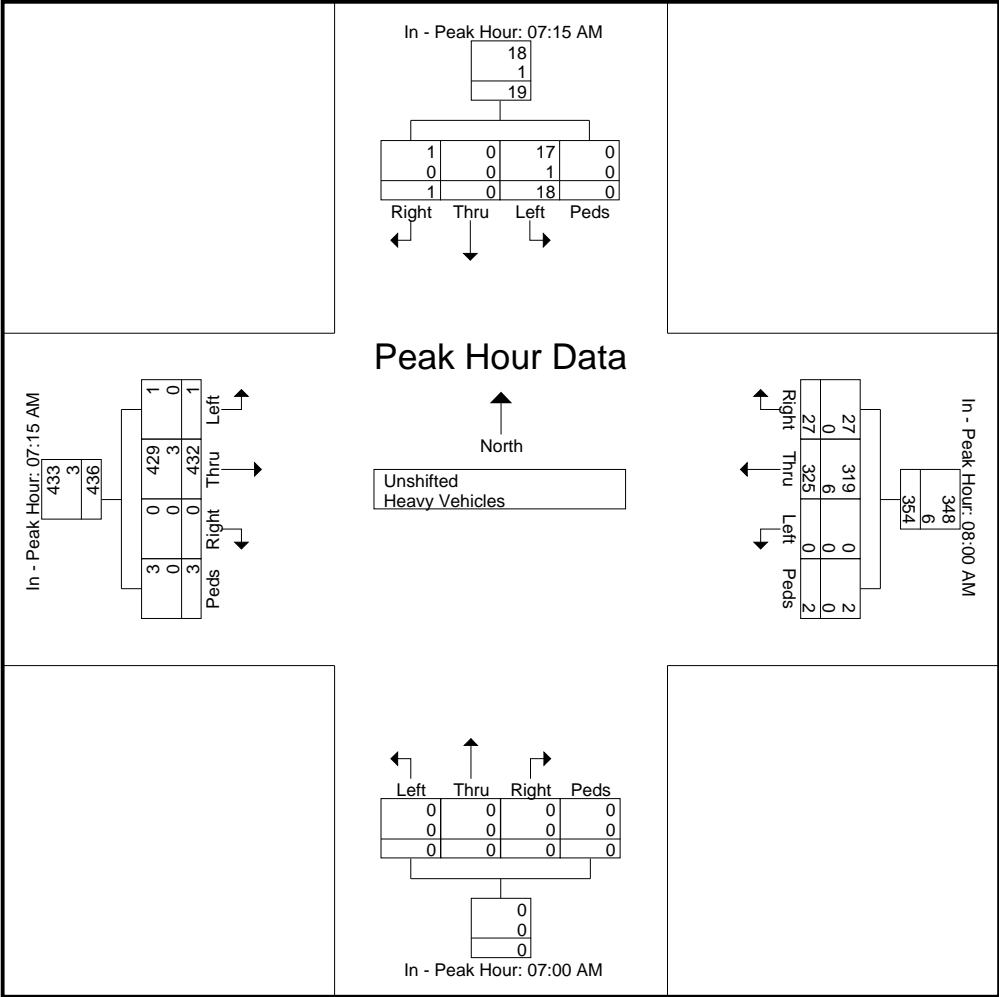 In - Peak Hour: 07:15 AM
18
1
19
1 0 17 0
0 0 1 0
1 0 18 0
Right Thru Left Peds
Peak Hour Data
North
Unshifted
Heavy Vehicles
In - Peak Hour: 07:15 AM
433
3
436
1 429 0 3
0 3 0 0
1 432 0 3
Left Thru Right Peds
In - Peak Hour: 08:00 AM
348
6
354
27 319 0 2
0 6 0 0
27 325 0 2
Right Thru Left Peds
Left Thru Right Peds
0 0 0 0
0 0 0 0
0 0 0 0
0
0
0
In - Peak Hour: 07:00 AM